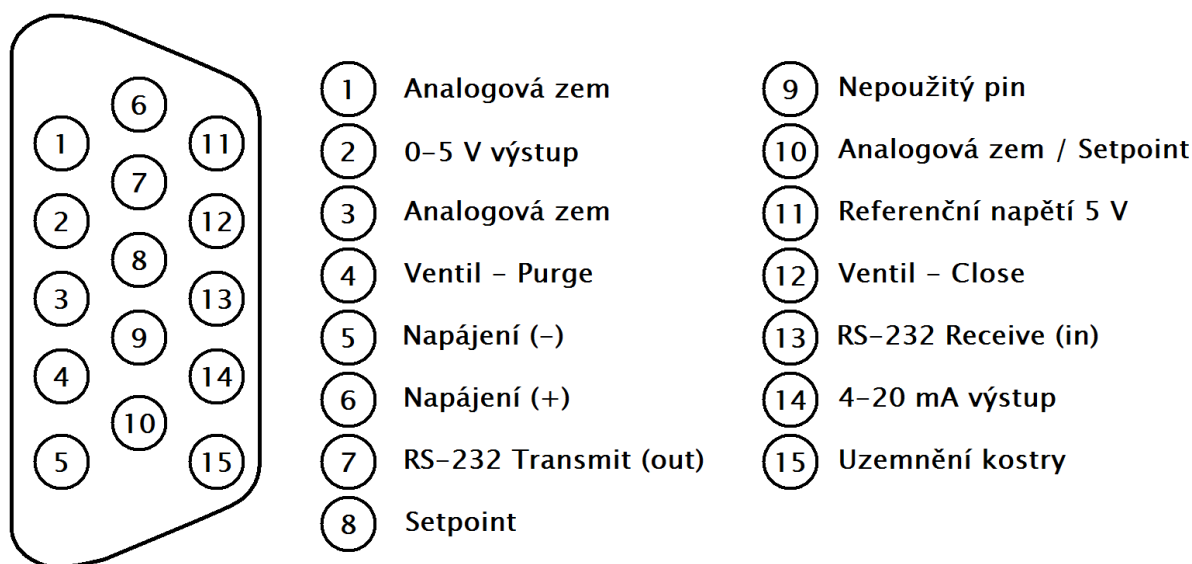 6
1
11
7
2
12
8
3
13
9
4
14
10
5
15
1 Analogová zem
2 0–5 V výstup
3 Analogová zem
4 Ventil – Purge
5 Napájení (–)
6 Napájení (+)
7 RS–232 Transmit (out)
8 Setpoint
9 Nepoužitý pin
10 Analogová zem / Setpoint
11 Referenční napětí 5 V
12 Ventil – Close
13 RS–232 Receive (in)
14 4–20 mA výstup
15 Uzemnění kostry